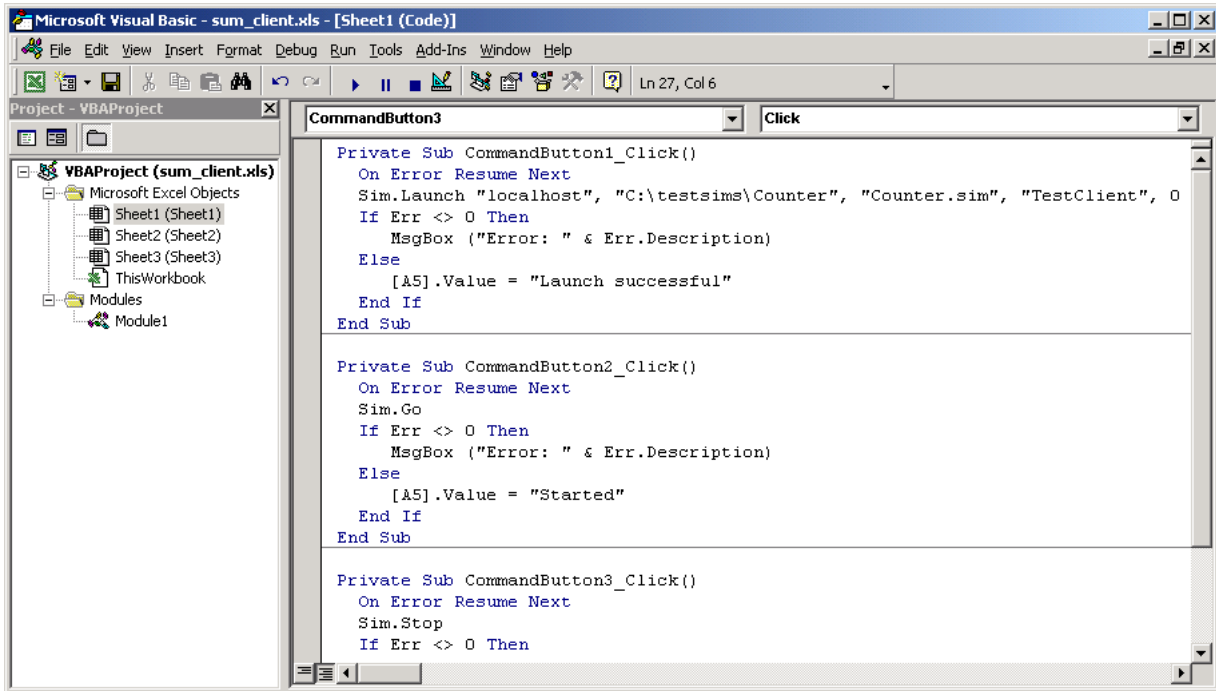 Microsoft Visual Basic - sum_client.xls - [Sheet1 (Code)]
File Edit View Insert Format Debug Run Tools Add-Ins Window Help
Ln 27, Col 6
Project - VBAProject
CommandButton3
Click
VBAProject (sum_client.xls)
Microsoft Excel Objects
Sheet1 (Sheet1)
Sheet2 (Sheet2)
Sheet3 (Sheet3)
ThisWorkbook
Modules
Module1
Private Sub CommandButton1_Click()
On Error Resume Next
Sim.Launch "localhost", "C:\testsims\Counter", "Counter.sim", "TestClient", 0
If Err <> 0 Then
MsgBox ("Error: " & Err.Description)
Else
[A5].Value = "Launch successful"
End If
End Sub
Private Sub CommandButton2_Click()
On Error Resume Next
Sim.Go
If Err <> 0 Then
MsgBox ("Error: " & Err.Description)
Else
[A5].Value = "Started"
End If
End Sub
Private Sub CommandButton3_Click()
On Error Resume Next
Sim.Stop
If Err <> 0 Then